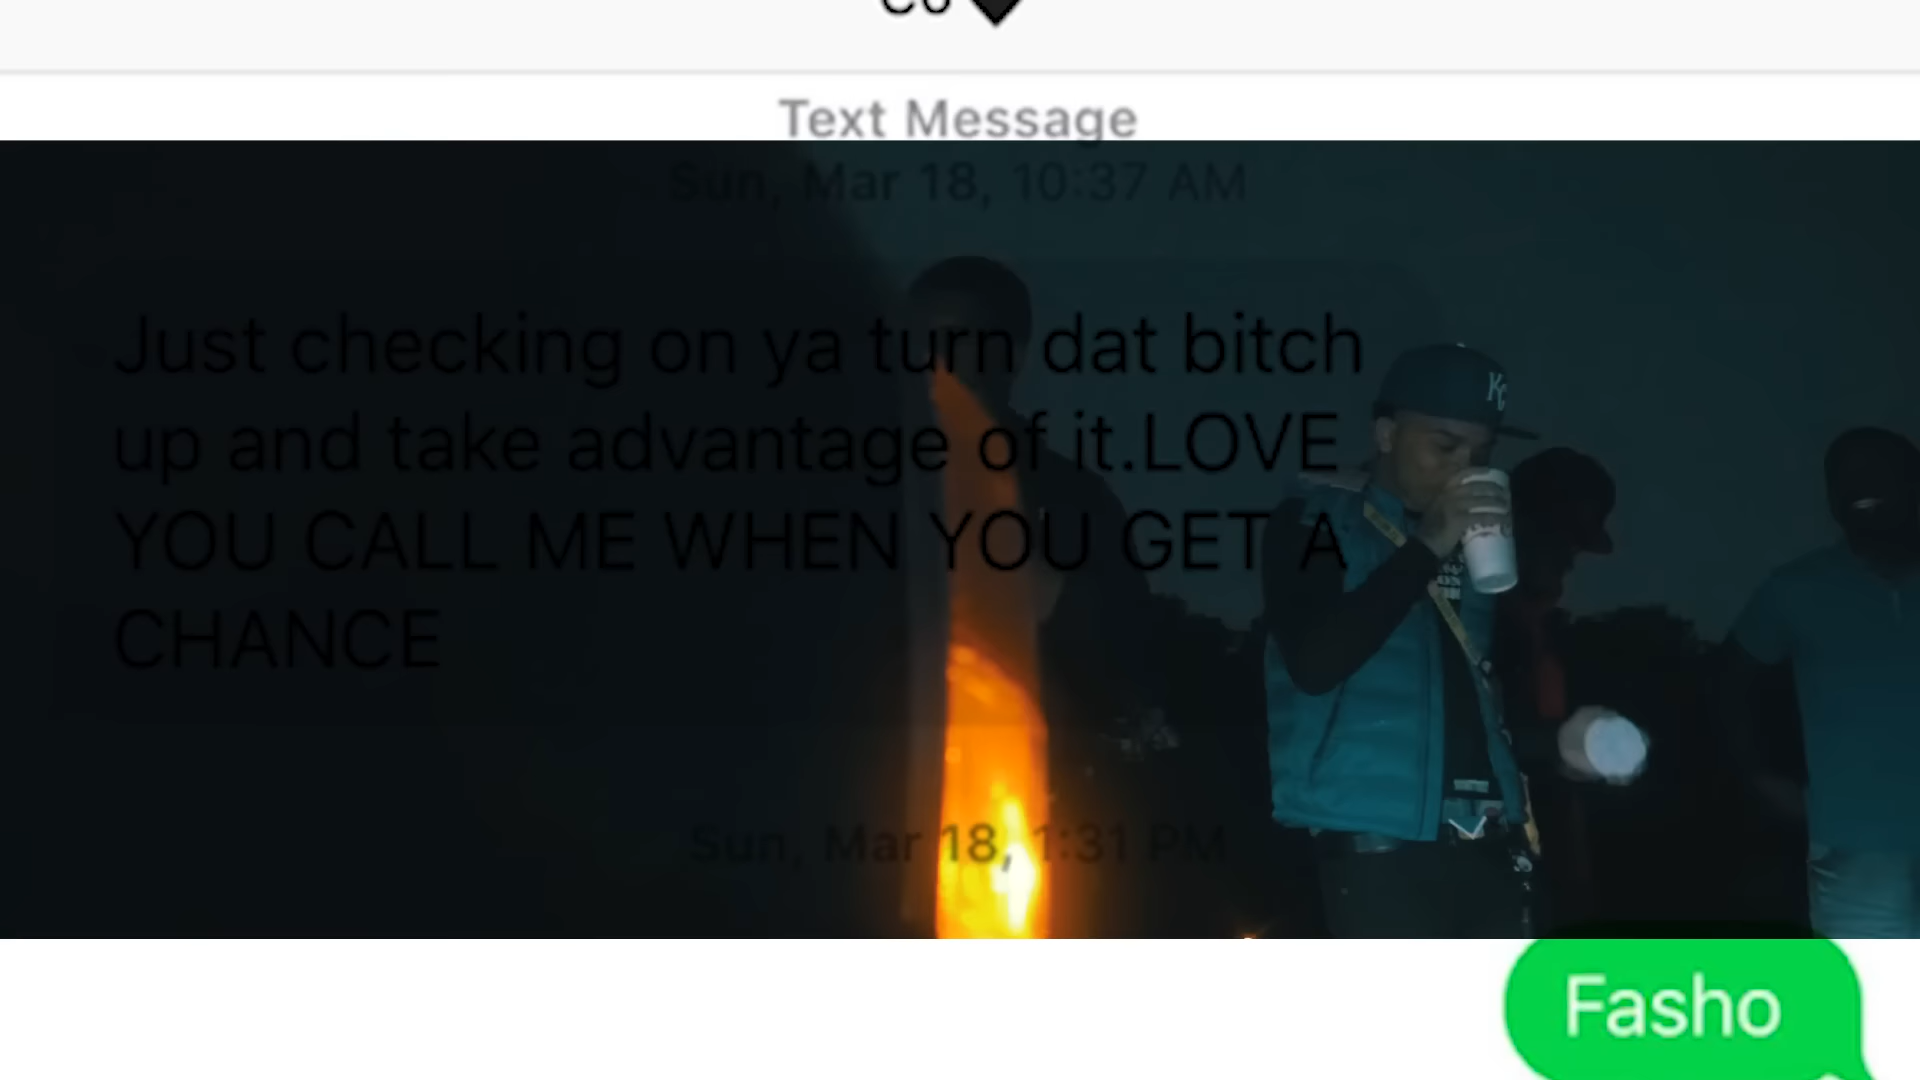 Text Message
Sun, Mar 18, 10:37 AM
Just checking on ya turn dat bitch
up and take advantage of it.LOVE
YOU CALL ME WHEN YOU GET A
CHANCE
KC
Sun, Mar 18, 1:31 PM
Fasho